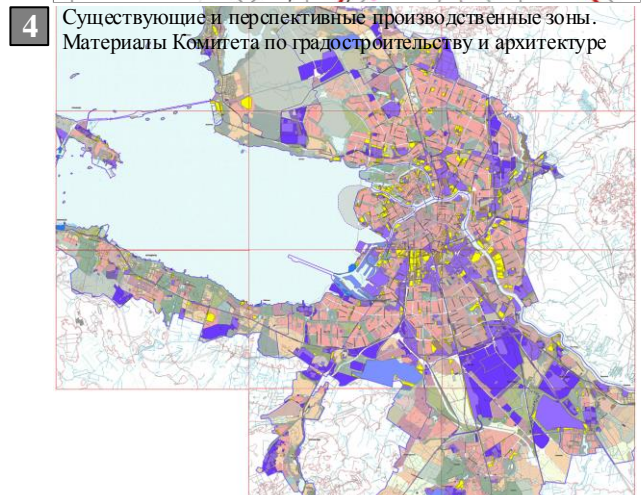 4
Существующие и перспективные производственные зоны.
Материалы Комитета по градостроительству и архитектуре